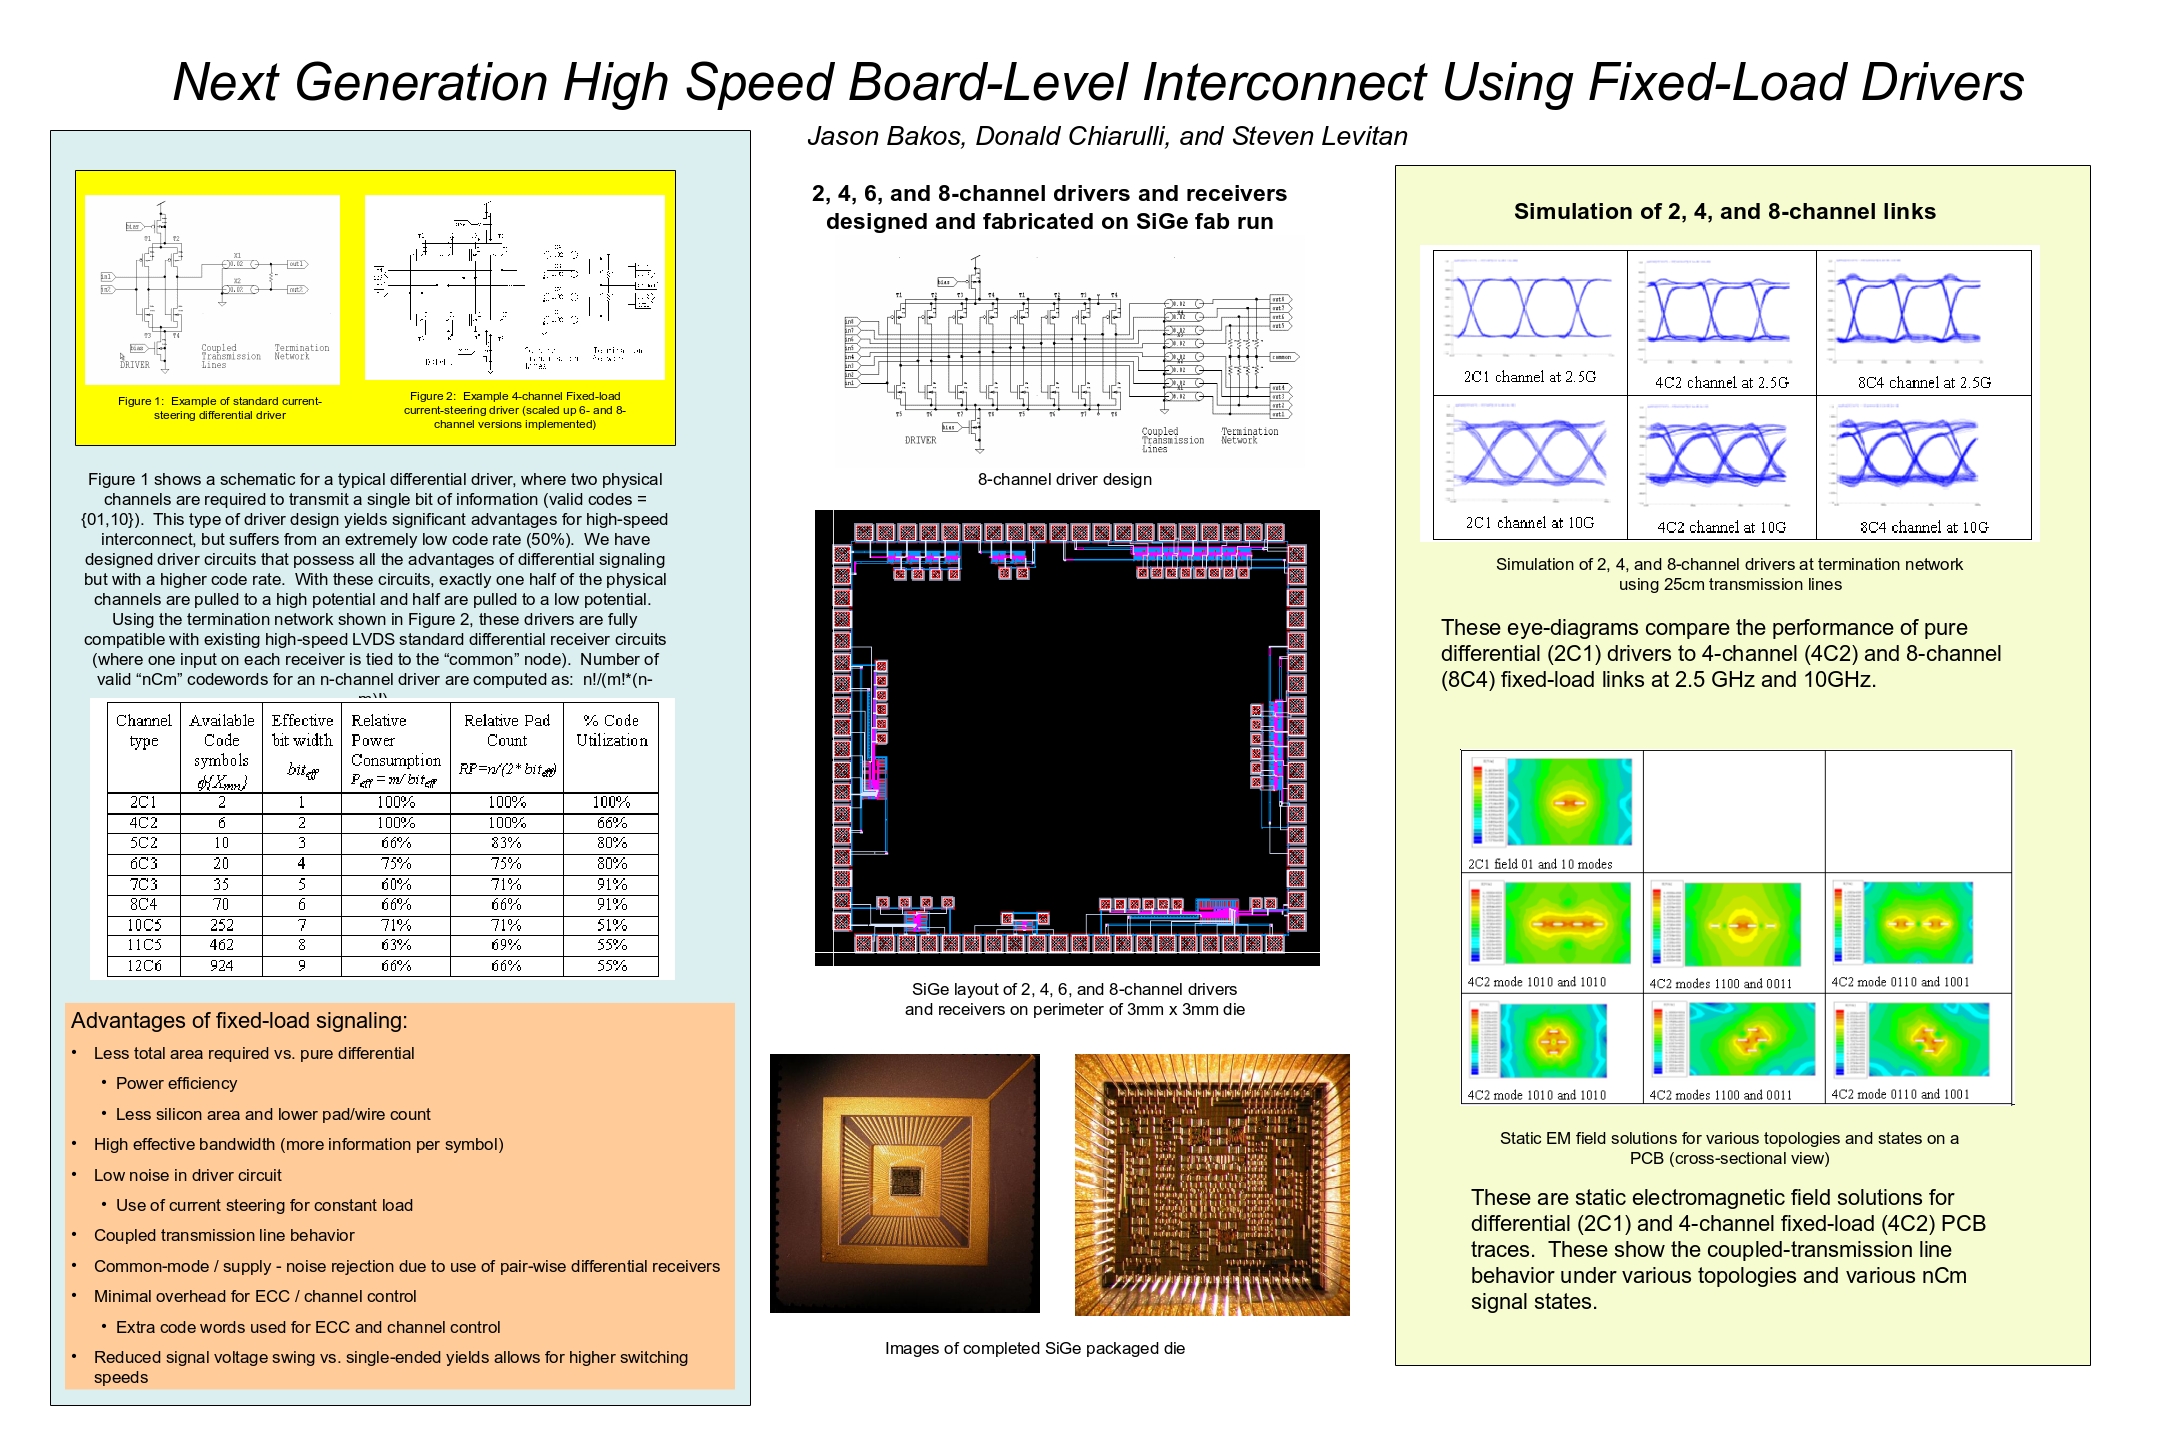 Next Generation High Speed Board-Level Interconnect Using Fixed-Load Drivers
Jason Bakos, Donald Chiarulli, and Steven Levitan
bias
T1 T2
in1
in2
X1
0.02
X2
0.02
out1
out2
T3 T4
bias
DRIVER
Coupled
Transmission
Lines
Termination
Network
Figure 1:  Example of standard current-
steering differential driver
Figure 2:  Example 4-channel Fixed-load
current-steering driver (scaled up 6- and 8-
channel versions implemented)
Figure 1 shows a schematic for a typical differential driver, where two physical
channels are required to transmit a single bit of information (valid codes =
{01,10}).  This type of driver design yields significant advantages for high-speed
interconnect, but suffers from an extremely low code rate (50%).  We have
designed driver circuits that possess all the advantages of differential signaling
but with a higher code rate.  With these circuits, exactly one half of the physical
channels are pulled to a high potential and half are pulled to a low potential.
Using the termination network shown in Figure 2, these drivers are fully
compatible with existing high-speed LVDS standard differential receiver circuits
(where one input on each receiver is tied to the “common” node).  Number of
valid “nCm” codewords for an n-channel driver are computed as:  n!/(m!*(n-
m)!)
Channel type | Available Code symbols | Effective bit width bit_eff | Relative Power Consumption P_eff = m/bit_eff | Relative Pad Count RP=n/(2*bit_eff) | % Code Utilization
2C1 2 1 100% 100% 100%
4C2 6 2 100% 100% 66%
5C2 10 3 66% 83% 80%
6C3 20 4 75% 75% 80%
7C3 35 5 60% 71% 91%
8C4 70 6 66% 66% 91%
10C5 252 7 71% 71% 51%
11C5 462 8 63% 69% 55%
12C6 924 9 66% 66% 55%
Advantages of fixed-load signaling:
• Less total area required vs. pure differential
• Power efficiency
• Less silicon area and lower pad/wire count
• High effective bandwidth (more information per symbol)
• Low noise in driver circuit
• Use of current steering for constant load
• Coupled transmission line behavior
• Common-mode / supply - noise rejection due to use of pair-wise differential receivers
• Minimal overhead for ECC / channel control
• Extra code words used for ECC and channel control
• Reduced signal voltage swing vs. single-ended yields allows for higher switching
speeds
2, 4, 6, and 8-channel drivers and receivers
designed and fabricated on SiGe fab run
bias
DRIVER
Coupled
Transmission
Lines
Termination
Network
common
8-channel driver design
SiGe layout of 2, 4, 6, and 8-channel drivers
and receivers on perimeter of 3mm x 3mm die
Images of completed SiGe packaged die
Simulation of 2, 4, and 8-channel links
2C1 channel at 2.5G
4C2 channel at 2.5G
8C4 channel at 2.5G
2C1 channel at 10G
4C2 channel at 10G
8C4 channel at 10G
Simulation of 2, 4, and 8-channel drivers at termination network
using 25cm transmission lines
These eye-diagrams compare the performance of pure
differential (2C1) drivers to 4-channel (4C2) and 8-channel
(8C4) fixed-load links at 2.5 GHz and 10GHz.
2C1 field 01 and 10 modes
4C2 mode 1010 and 1010
4C2 modes 1100 and 0011
4C2 mode 0110 and 1001
4C2 mode 1010 and 1010
4C2 modes 1100 and 0011
4C2 mode 0110 and 1001
Static EM field solutions for various topologies and states on a
PCB (cross-sectional view)
These are static electromagnetic field solutions for
differential (2C1) and 4-channel fixed-load (4C2) PCB
traces.  These show the coupled-transmission line
behavior under various topologies and various nCm
signal states.